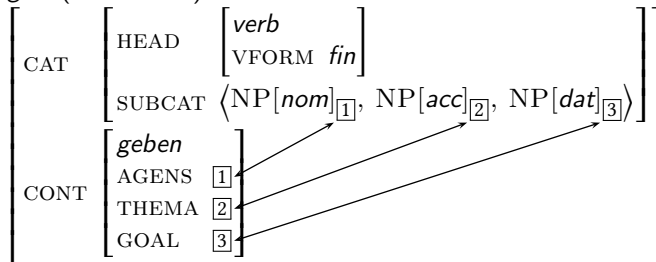 CAT HEAD verb
VFORM fin
SUBCAT ⟨NP[nom]1, NP[acc]2, NP[dat]3⟩
CONT geben
AGENS 1
THEMA 2
GOAL 3